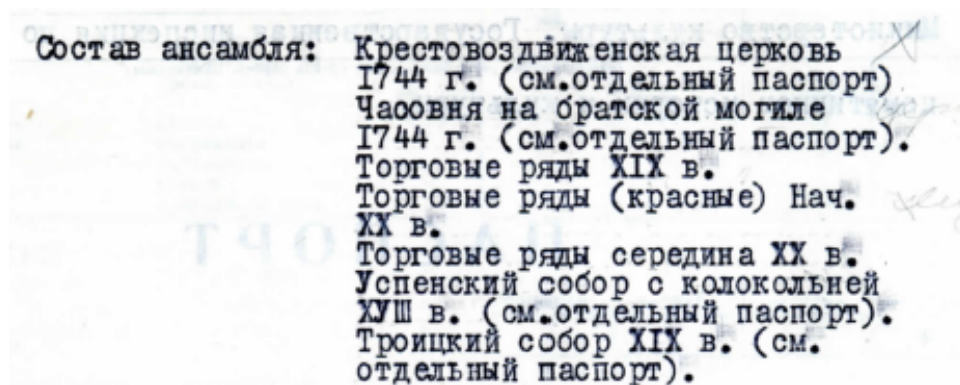 Состав ансамбля: Крестовоздвиженская церковь
I744 г. (см.отдельный паспорт)
Часовня на братской могиле
I744 г. (см.отдельный паспорт).
Торговые ряды XIX в.
Торговые ряды (красные) Нач.
XX в.
Торговые ряды середина XX в.
Успенский собор с колокольней
ХУШ в. (см.отдельный паспорт).
Троицкий собор XIX в. (см.
отдельный паспорт).